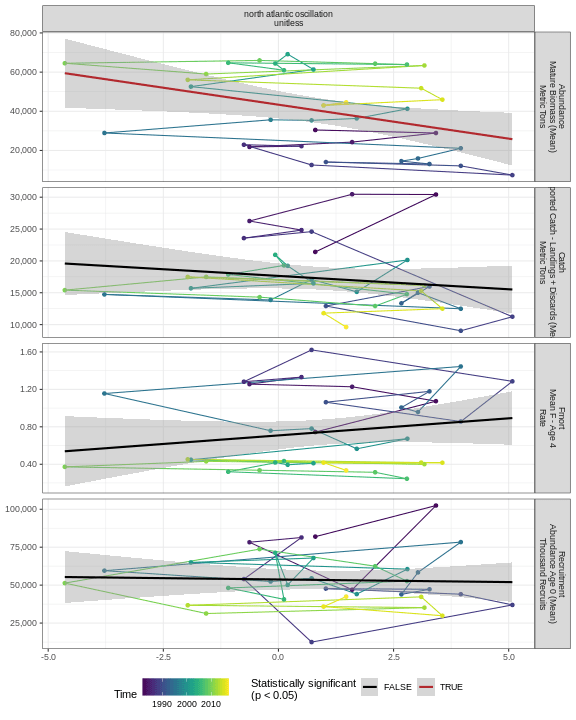 north atlantic oscillation
unitless
80,000
60,000
40,000
20,000
Abundance
Mature Biomass (Mean)
Metric Tons
30,000
25,000
20,000
15,000
10,000
Catch
Catch - Landings + Discards
Metric Tons
1.60
1.20
0.80
0.40
Fmort
Mean F - Age 4
Rate
100,000
75,000
50,000
25,000
Recruitment
Abundance Age 0 (Mean)
Thousand Recruits
-5.0
-2.5
0.0
2.5
5.0
Time
1990 2000 2010
Statistically significant
(p < 0.05)
FALSE
TRUE